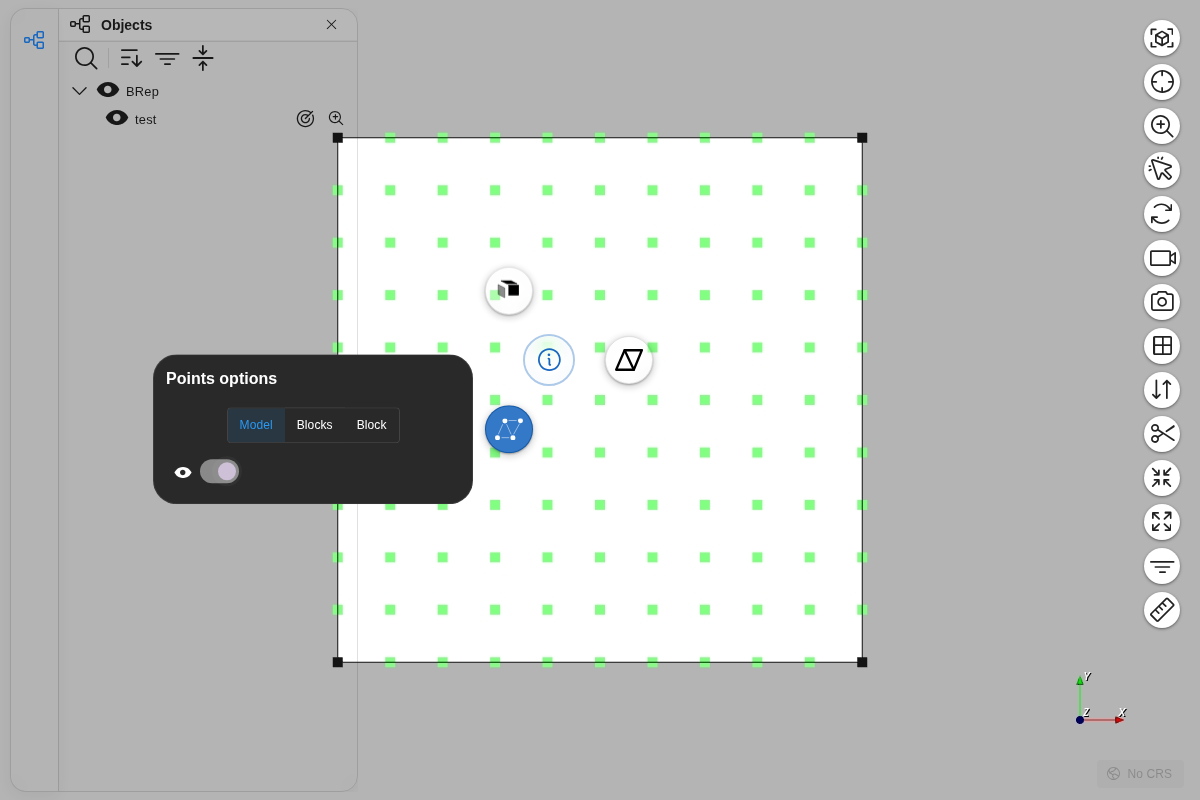 Objects
BRep
test
Points options
Model Blocks Block
Y
Z X
No CRS